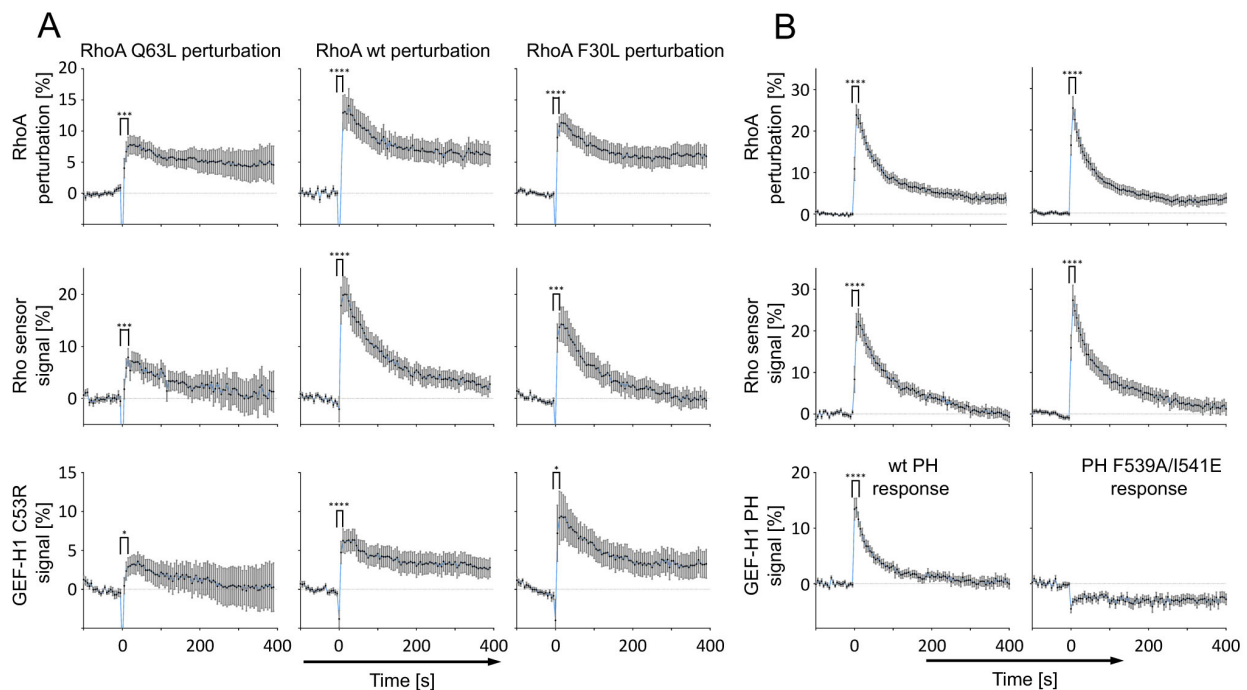 A
B
RhoA Q63L perturbation
RhoA wt perturbation
RhoA F30L perturbation
RhoA
perturbation [%]
20
15
10
5
0
***
****
****
RhoA
perturbation [%]
30
20
10
0
****
****
Rho sensor
signal [%]
20
10
0
***
****
***
Rho sensor
signal [%]
30
20
10
0
****
****
GEF-H1 C53R
signal [%]
15
10
5
0
*
****
*
0 200 400
0 200 400
0 200 400
Time [s]
GEF-H1 PH
signal [%]
20
10
0
****
wt PH
response
PH F539A/I541E
response
0 200 400
0 200 400
Time [s]